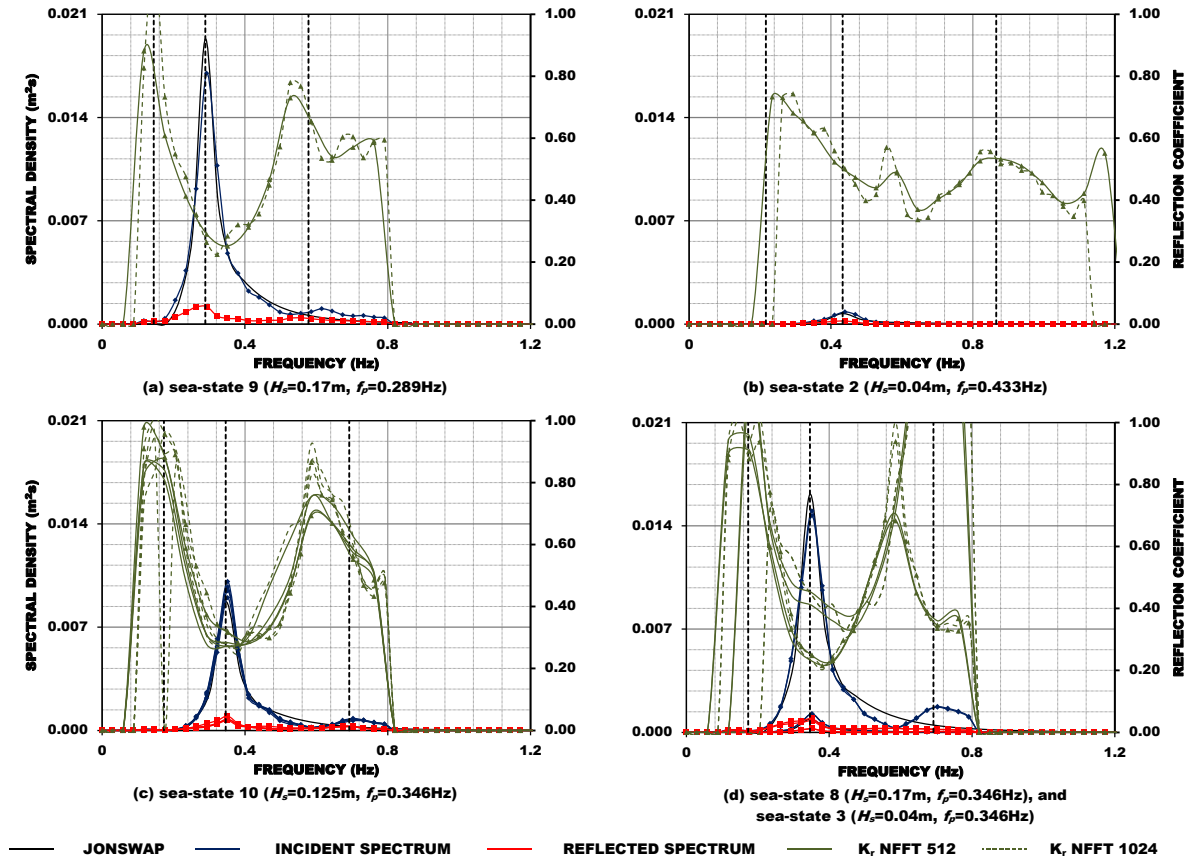 0.021 1.00 0.021 1.00
0.80 0.80
0.014 0.014
0.60 0.60
SPECTRAL DENSITY (m²s) REFLECTION COEFFICIENT
0.40 0.40
0.007 0.007
0.20 0.20
0.000 0.00 0.000 0.00
0 0.4 0.8 1.2 0 0.4 0.8 1.2
FREQUENCY (Hz) FREQUENCY (Hz)
(a) sea-state 9 (Hs=0.17m, fp=0.289Hz) (b) sea-state 2 (Hs=0.04m, fp=0.433Hz)
0.021 1.00 0.021 1.00
0.80 0.80
0.014 0.014
0.60 0.60
SPECTRAL DENSITY (m²s) REFLECTION COEFFICIENT
0.40 0.40
0.007 0.007
0.20 0.20
0.000 0.00 0.000 0.00
0 0.4 0.8 1.2 0 0.4 0.8 1.2
FREQUENCY (Hz) FREQUENCY (Hz)
(c) sea-state 10 (Hs=0.125m, fp=0.346Hz) (d) sea-state 8 (Hs=0.17m, fp=0.346Hz), and
sea-state 3 (Hs=0.04m, fp=0.346Hz)
JONSWAP INCIDENT SPECTRUM REFLECTED SPECTRUM Kr NFFT 512 Kr NFFT 1024